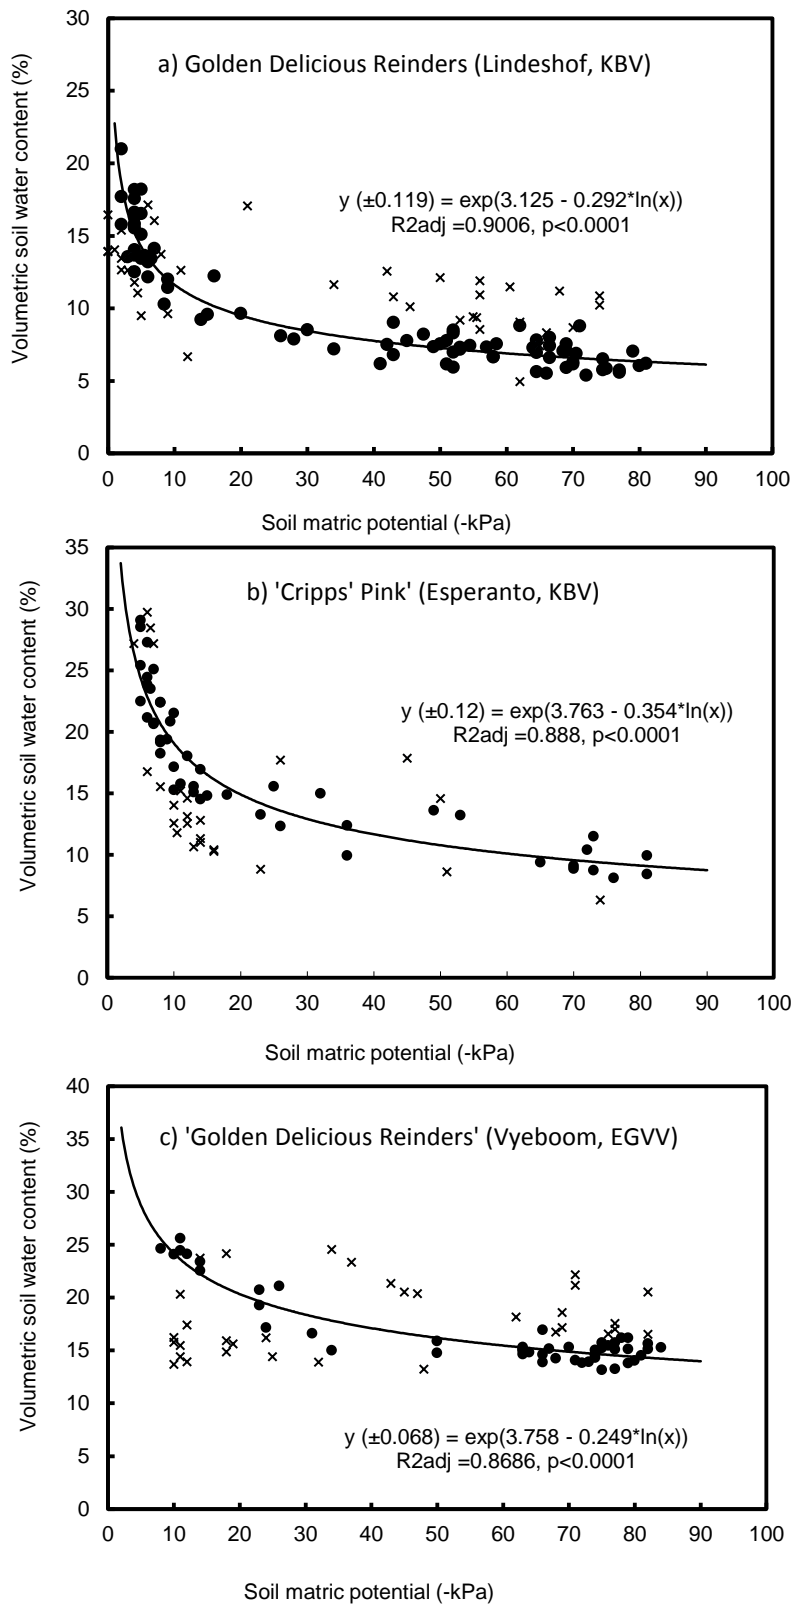 30
a) Golden Delicious Reinders (Lindeshof, KBV)
25
20
y (±0.119) = exp(3.125 - 0.292*ln(x))
R2adj =0.9006, p<0.0001
15
10
5
0
Volumetric soil water content (%)
0 10 20 30 40 50 60 70 80 90 100
Soil matric potential (-kPa)
35
b) 'Cripps' Pink' (Esperanto, KBV)
30
25
y (±0.12) = exp(3.763 - 0.354*ln(x))
R2adj =0.888, p<0.0001
20
15
10
5
0
Volumetric soil water content (%)
0 10 20 30 40 50 60 70 80 90 100
Soil matric potential (-kPa)
40
c) 'Golden Delicious Reinders' (Vyeboom, EGVV)
35
30
25
20
15
10
y (±0.068) = exp(3.758 - 0.249*ln(x))
R2adj =0.8686, p<0.0001
5
0
Volumetric soil water content (%)
0 10 20 30 40 50 60 70 80 90 100
Soil matric potential (-kPa)